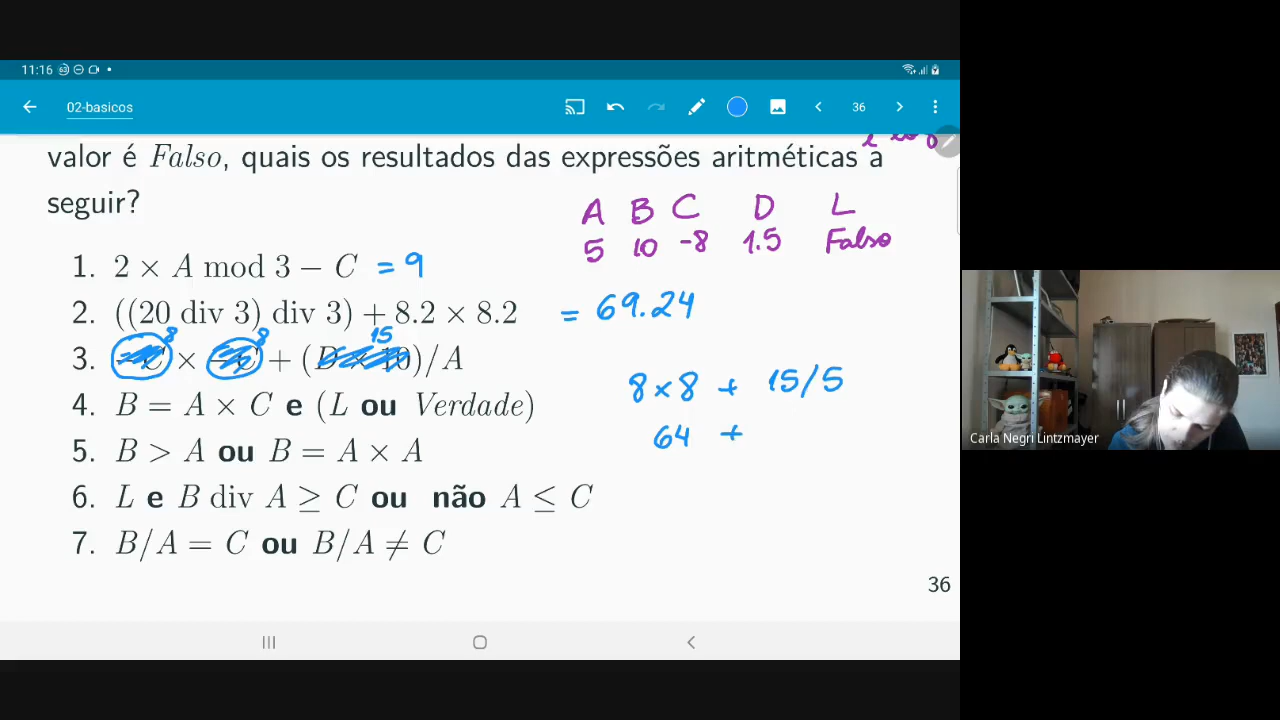 11:16
02-basicos
36
valor é Falso, quais os resultados das expressões aritméticas a
seguir?
A B C D L
5 10 -8 1.5 Falso
1. 2 × A mod 3 − C = 9
2. ((20 div 3) div 3) + 8.2 × 8.2 = 69.24
8 8 15
3. −C × −C + ( × 10)/A
8 × 8 + 15/5
4. B = A × C e (L ou Verdade)
64 +
5. B > A ou B = A × A
6. L e B div A ≥ C ou não A ≤ C
7. B/A = C ou B/A ≠ C
36
Carla Negri Lintzmayer